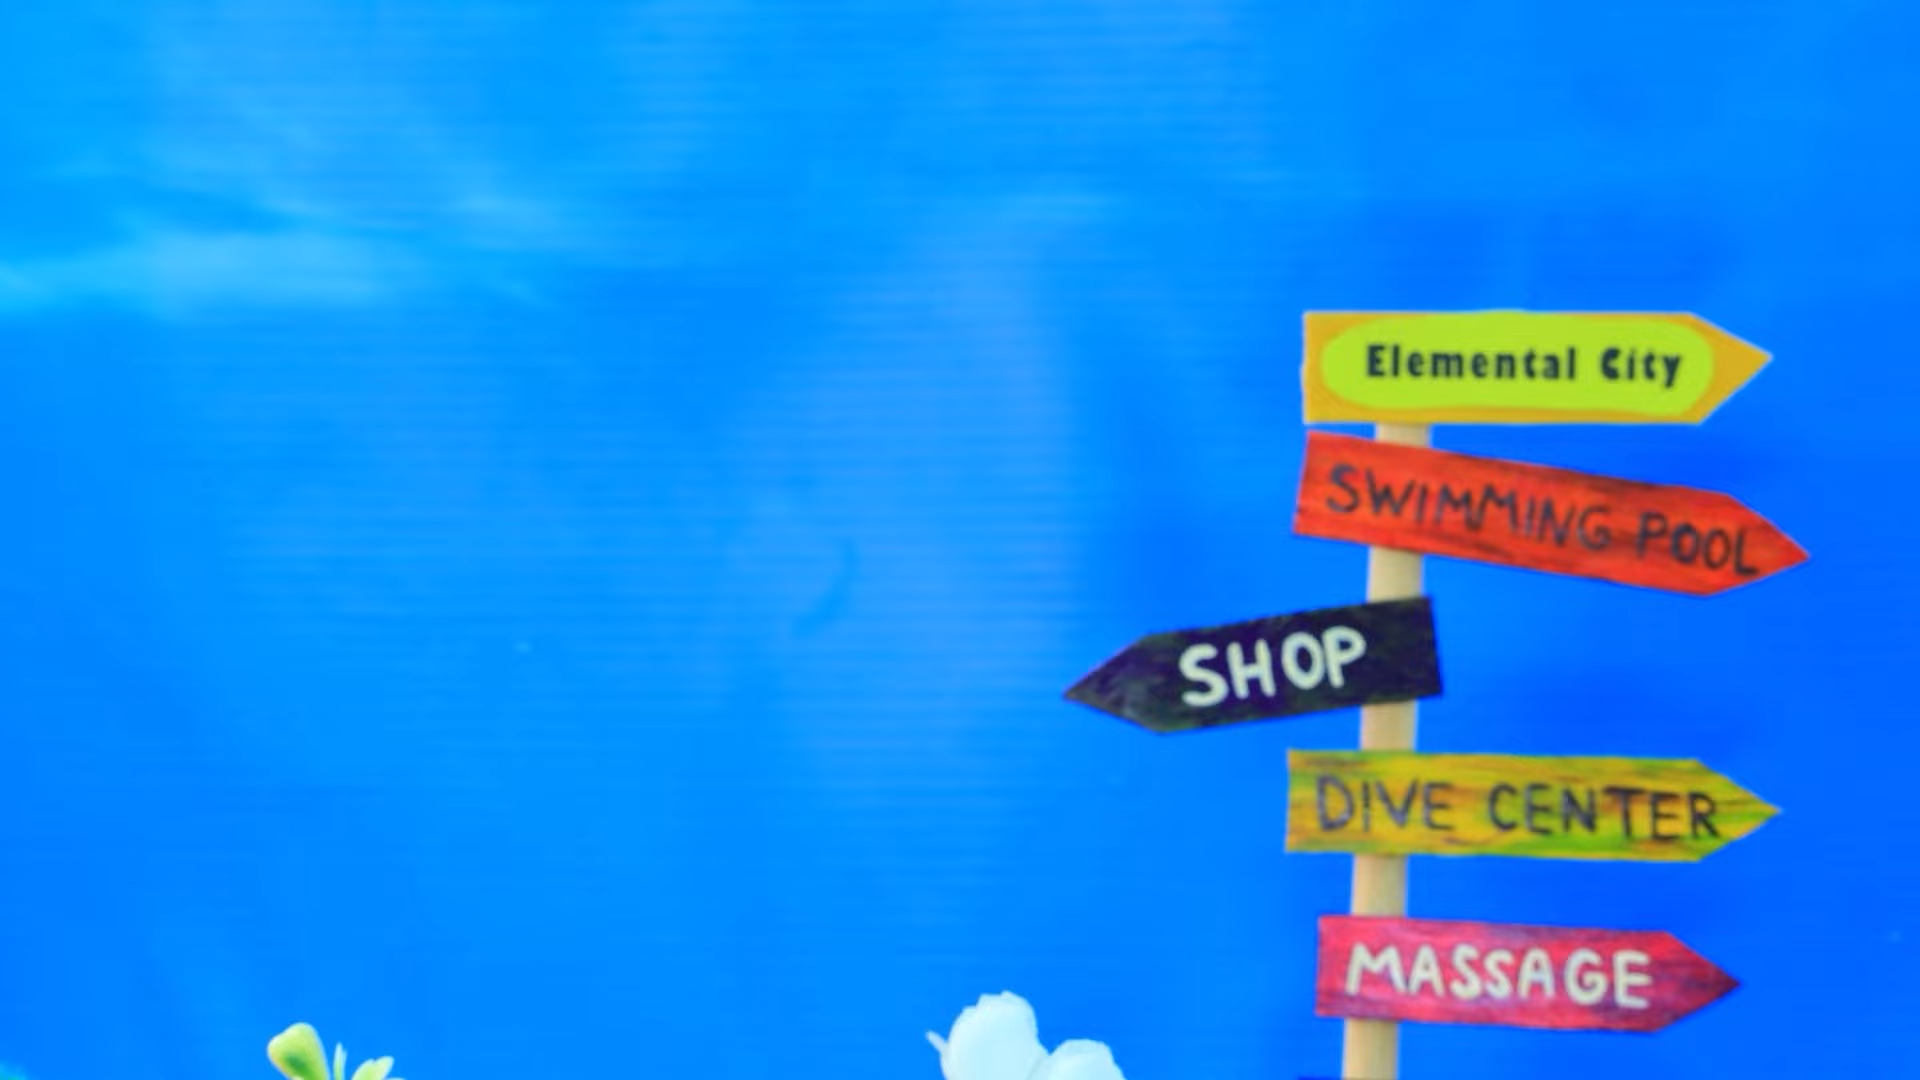 Elemental City
SWIMMING POOL
SHOP
DIVE CENTER
MASSAGE